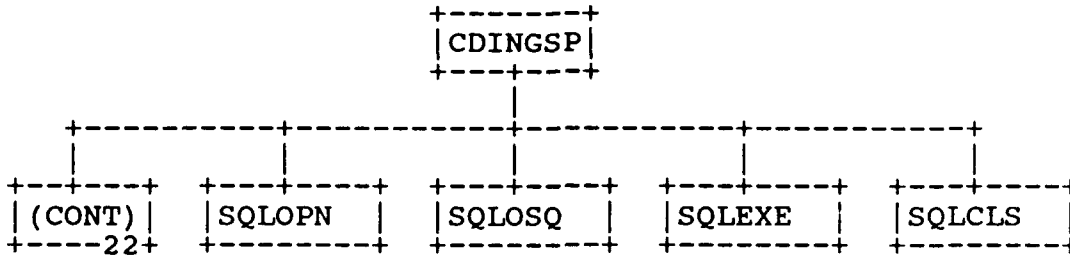 CDINGSP
(CONT) SQLOPN SQLOSQ SQLEXE SQLCLS
22